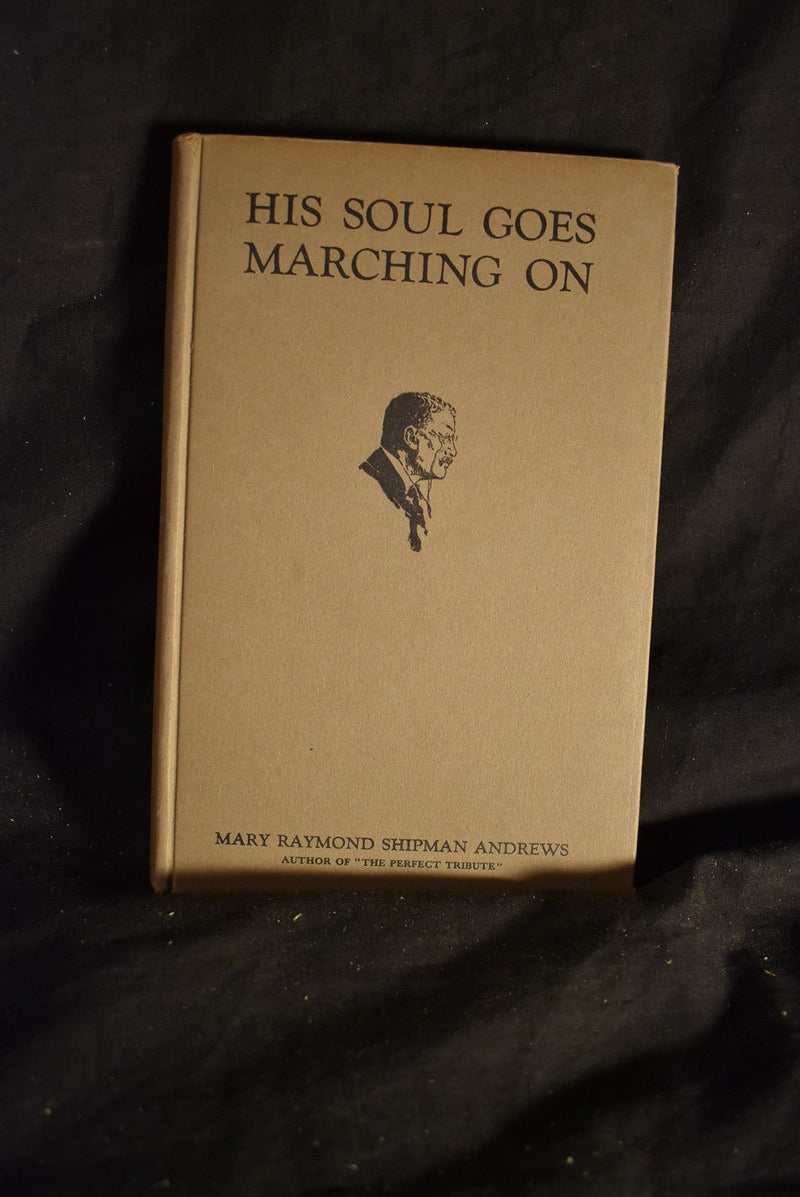 HIS SOUL GOES
MARCHING ON
MARY RAYMOND SHIPMAN ANDREWS
AUTHOR OF "THE PERFECT TRIBUTE"